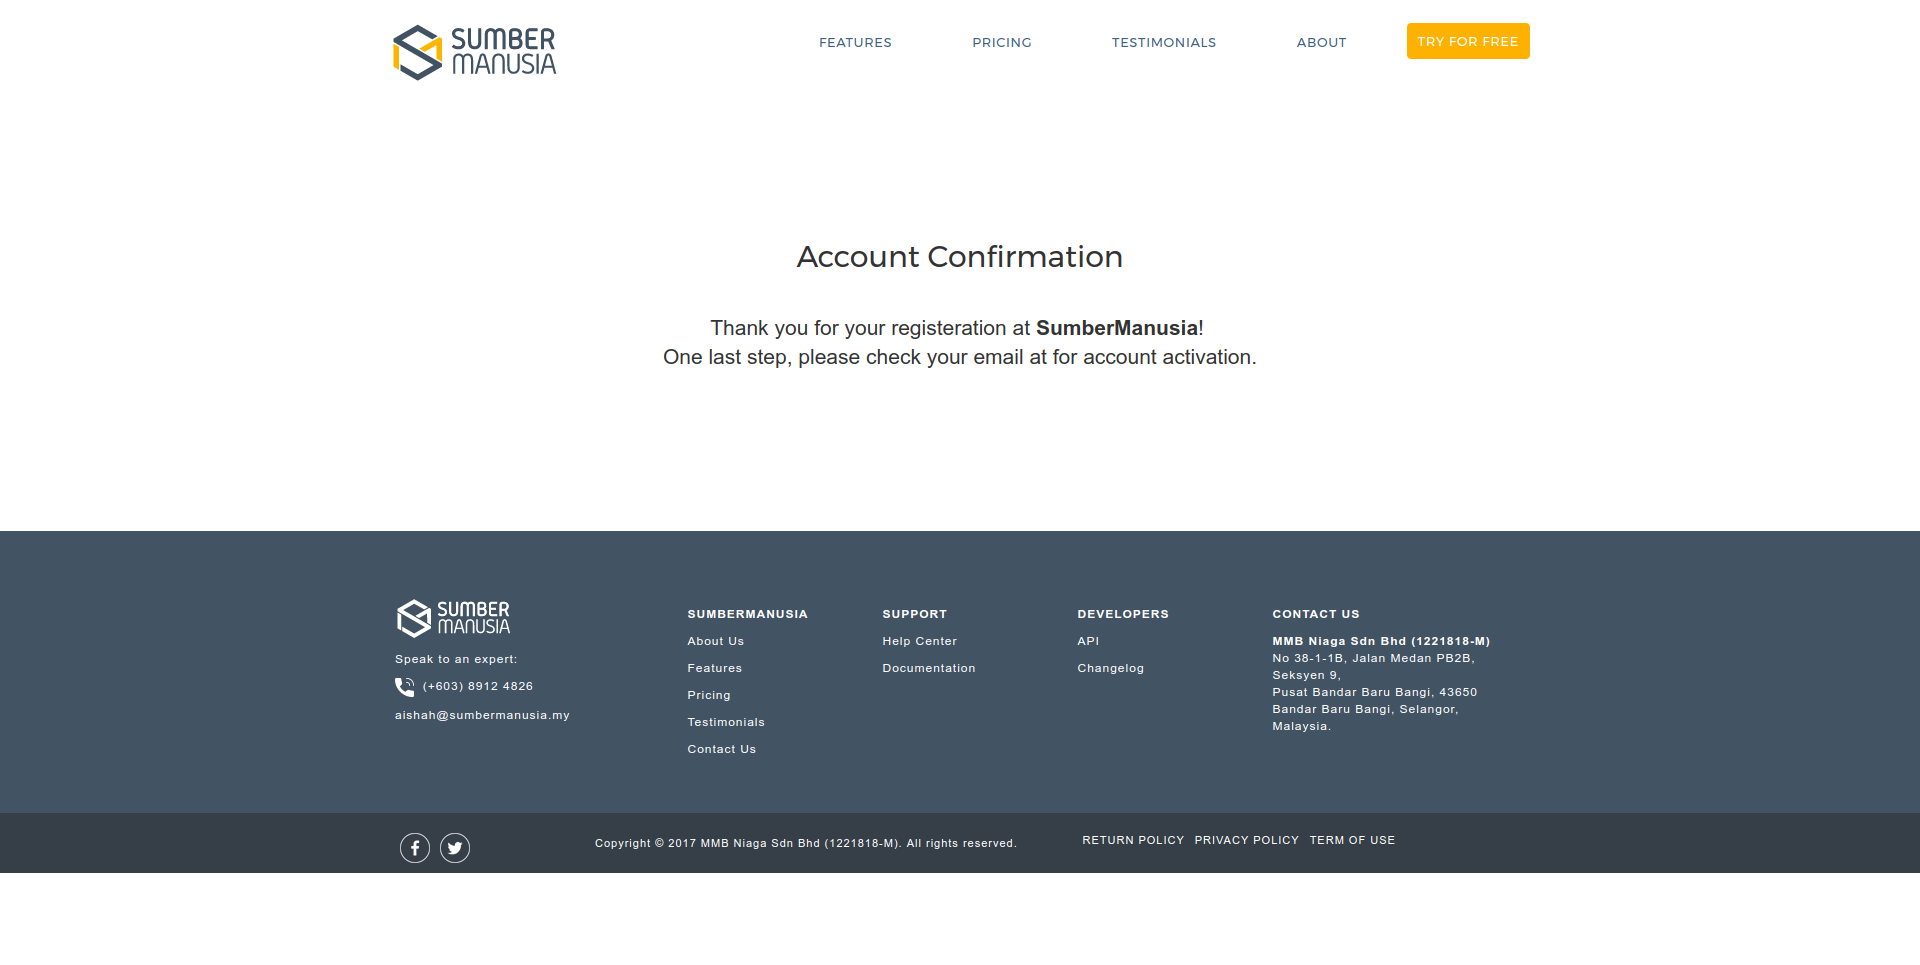 SUMBER
MANUSIA
FEATURES
PRICING
TESTIMONIALS
ABOUT
TRY FOR FREE
Account Confirmation
Thank you for your registeration at SumberManusia!
One last step, please check your email at for account activation.
SUMBER
MANUSIA
Speak to an expert:
(+603) 8912 4826
aishah@sumbermanusia.my
SUMBERMANUSIA
About Us
Features
Pricing
Testimonials
Contact Us
SUPPORT
Help Center
Documentation
DEVELOPERS
API
Changelog
CONTACT US
MMB Niaga Sdn Bhd (1221818-M)
No 38-1-1B, Jalan Medan PB2B,
Seksyen 9,
Pusat Bandar Baru Bangi, 43650
Bandar Baru Bangi, Selangor,
Malaysia.
Copyright © 2017 MMB Niaga Sdn Bhd (1221818-M). All rights reserved.
RETURN POLICY PRIVACY POLICY TERM OF USE